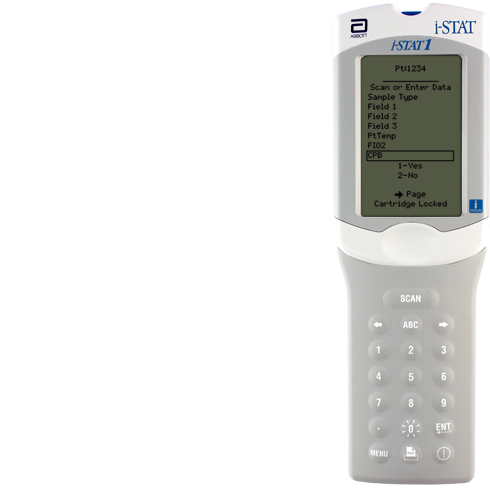 ABBOTT
i-STAT
i-STAT1
Pt:1234
Scan or Enter Data
Sample Type
Field 1
Field 2
Field 3
PtTemp
FIO2
CPB
1-Yes
2-No
→ Page
Cartridge Locked
i
SCAN
← ABC →
1 2 3
4 5 6
7 8 9
. 0 ENT
MENU